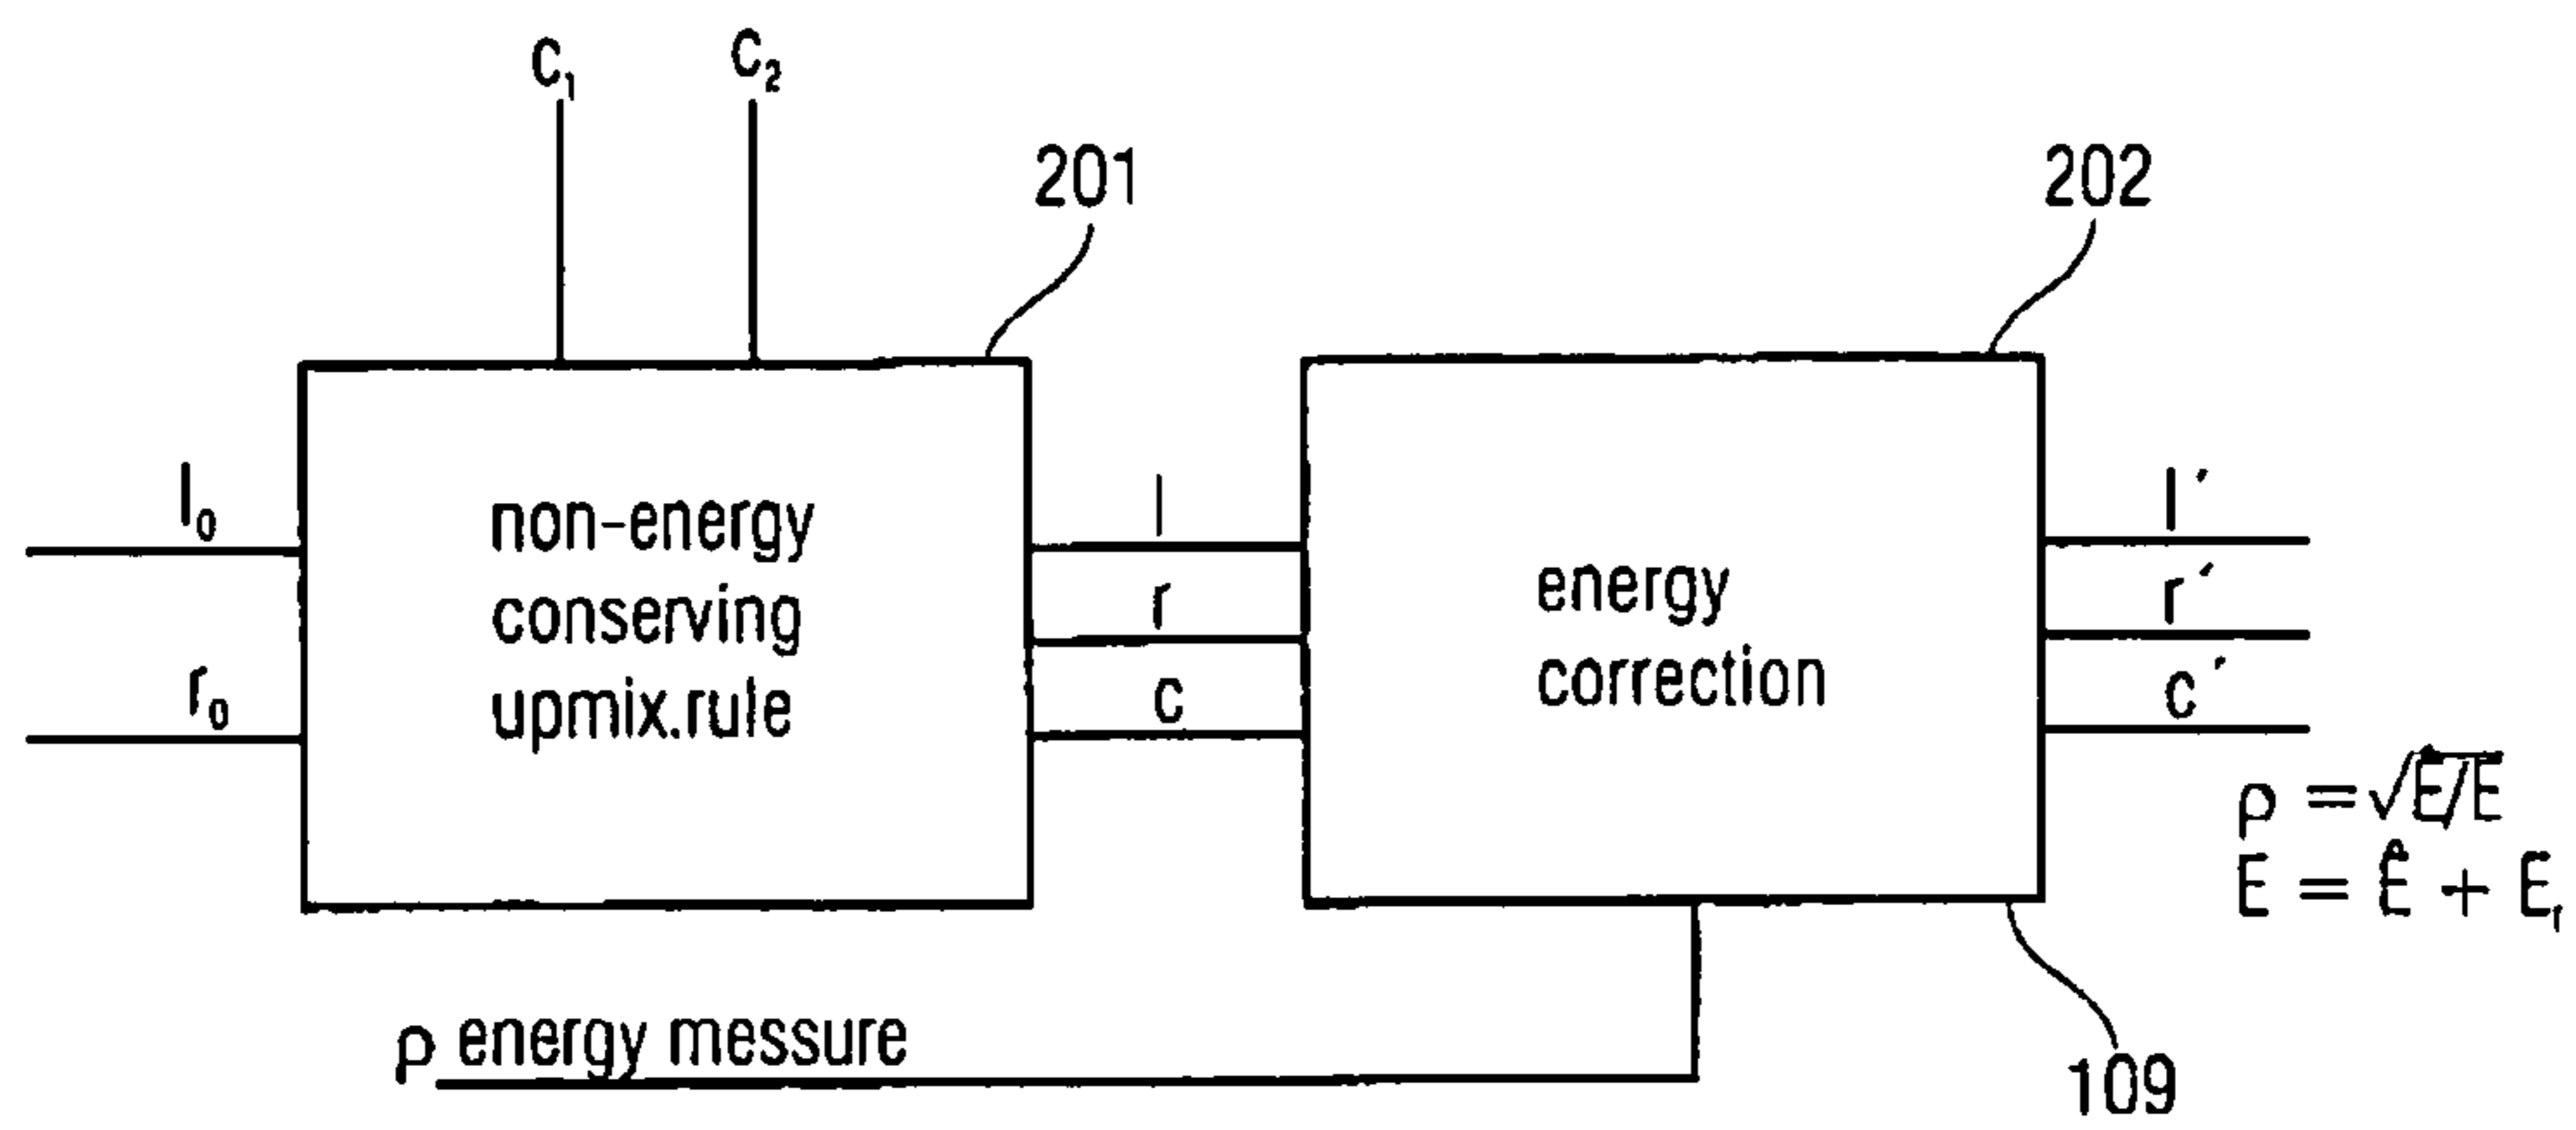 c₁ c₂
201
202
l₀
r₀
non-energy
conserving
upmix.rule
l
r
c
energy
correction
l´
r´
c´
ρ = √Ê/E
E = Ê + Eᵣ
ρ energy messure
109